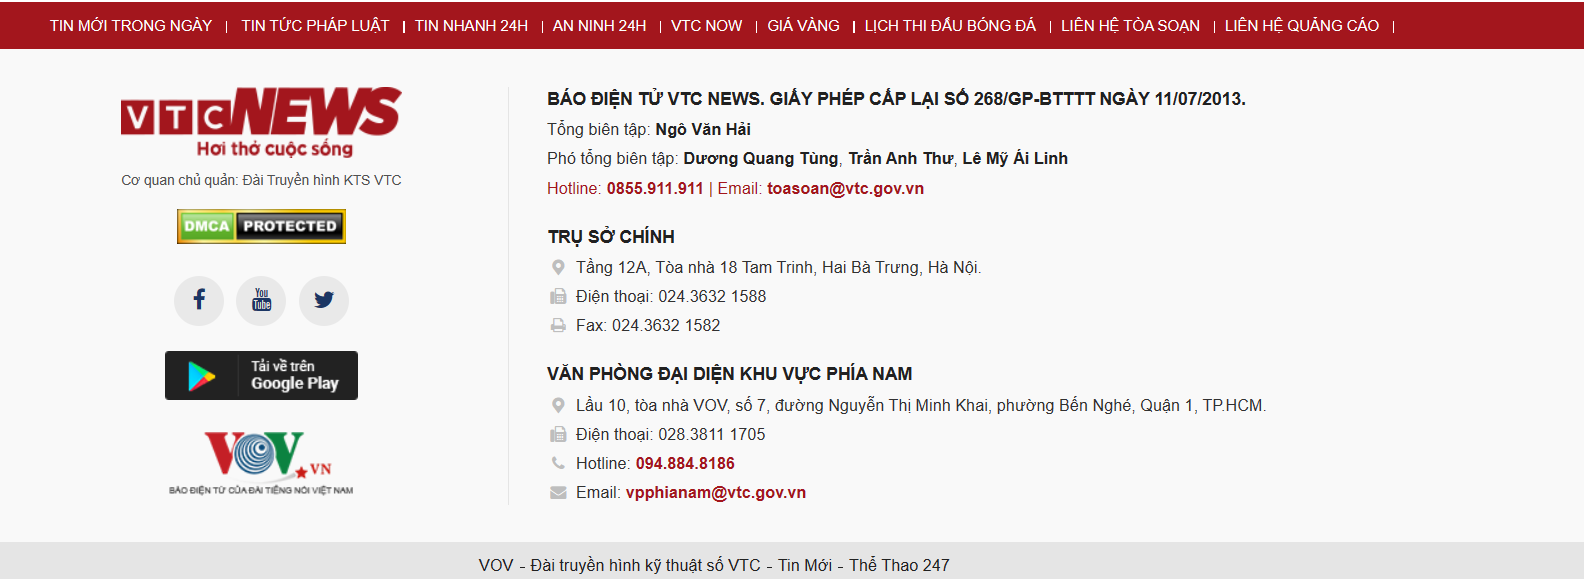 TIN MỚI TRONG NGÀY | TIN TỨC PHÁP LUẬT | TIN NHANH 24H | AN NINH 24H | VTC NOW | GIÁ VÀNG | LỊCH THI ĐẤU BÓNG ĐÁ | LIÊN HỆ TÒA SOẠN | LIÊN HỆ QUẢNG CÁO |
VTC NEWS
Hơi thở cuộc sống
Cơ quan chủ quản: Đài Truyền hình KTS VTC
DMCA PROTECTED
f You Tube
Tải về trên
Google Play
VOV.VN
BÁO ĐIỆN TỬ CỦA ĐÀI TIẾNG NÓI VIỆT NAM
BÁO ĐIỆN TỬ VTC NEWS. GIẤY PHÉP CẤP LẠI SỐ 268/GP-BTTTT NGÀY 11/07/2013.
Tổng biên tập: Ngô Văn Hải
Phó tổng biên tập: Dương Quang Tùng, Trần Anh Thư, Lê Mỹ Ái Linh
Hotline: 0855.911.911 | Email: toasoan@vtc.gov.vn
TRỤ SỞ CHÍNH
Tầng 12A, Tòa nhà 18 Tam Trinh, Hai Bà Trưng, Hà Nội.
Điện thoại: 024.3632 1588
Fax: 024.3632 1582
VĂN PHÒNG ĐẠI DIỆN KHU VỰC PHÍA NAM
Lầu 10, tòa nhà VOV, số 7, đường Nguyễn Thị Minh Khai, phường Bến Nghé, Quận 1, TP.HCM.
Điện thoại: 028.3811 1705
Hotline: 094.884.8186
Email: vpphianam@vtc.gov.vn
VOV - Đài truyền hình kỹ thuật số VTC - Tin Mới - Thể Thao 247